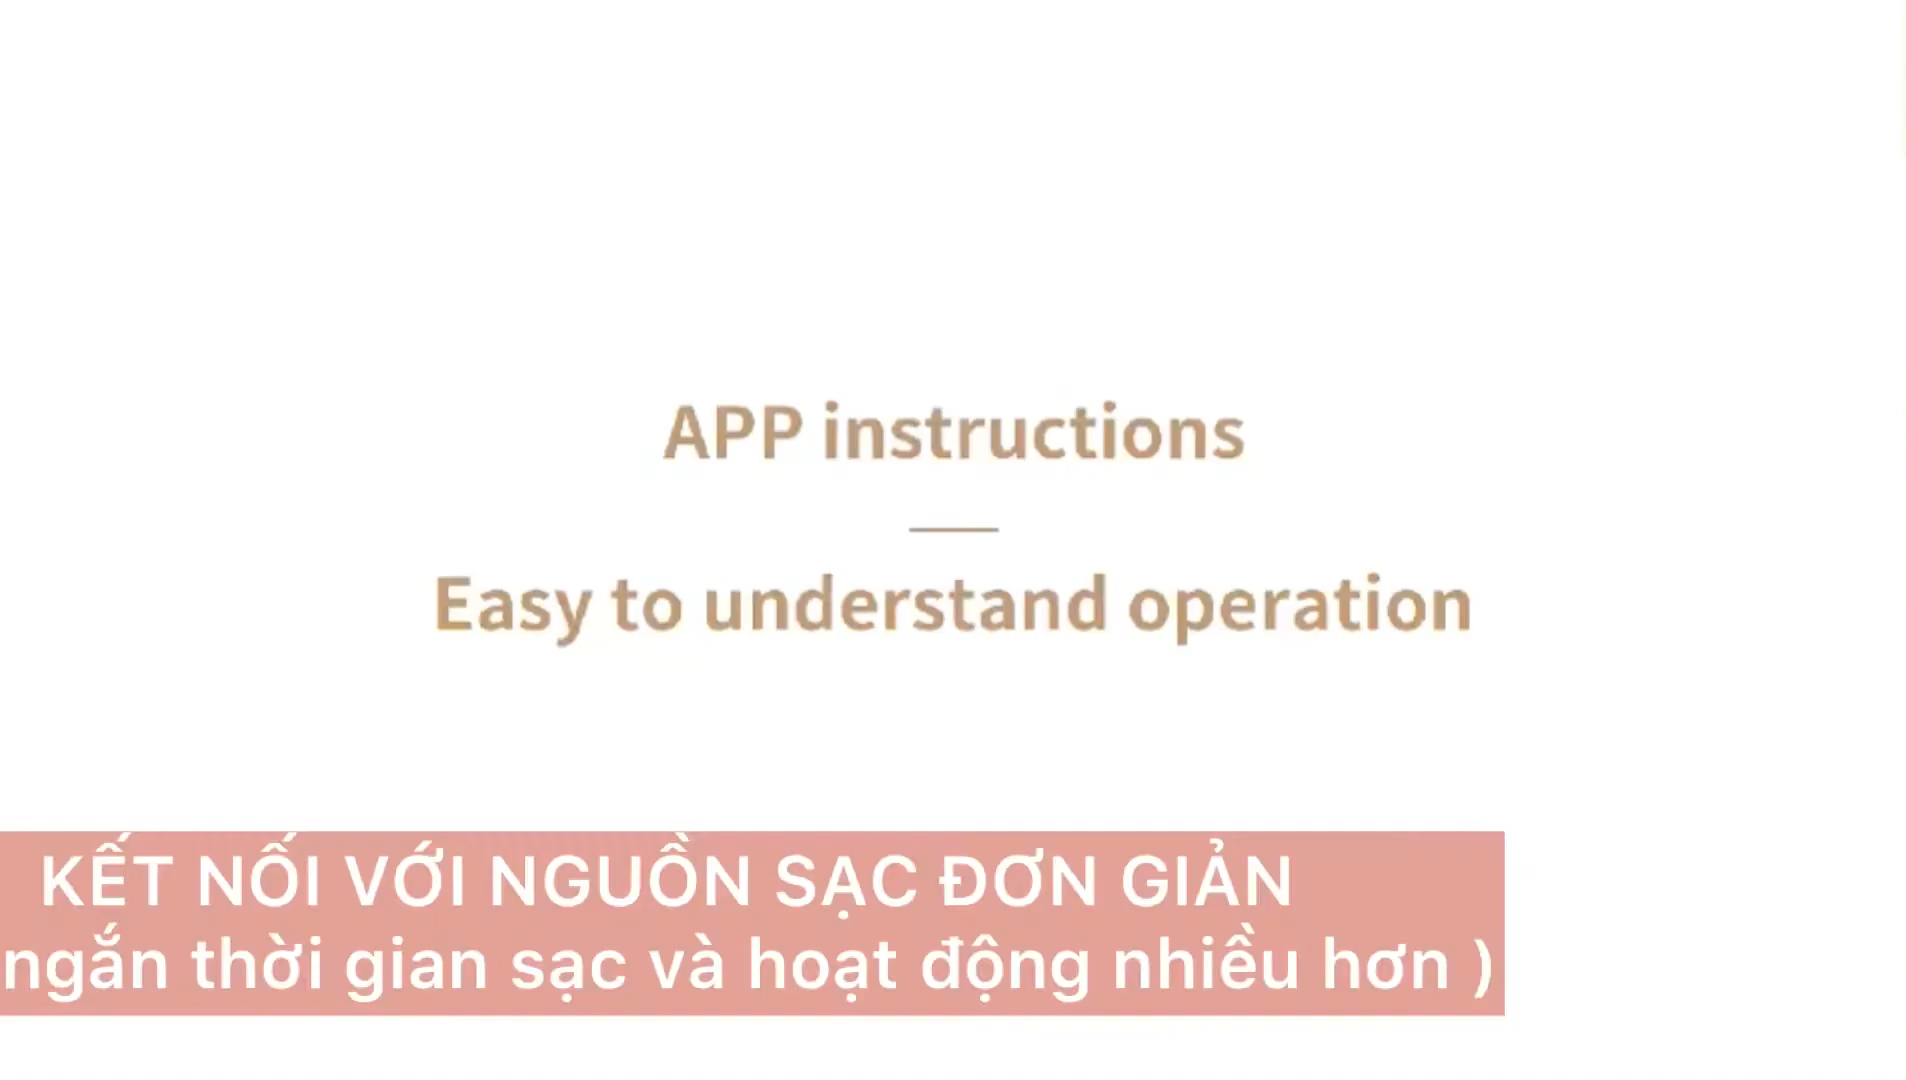 APP instructions
Easy to understand operation
KẾT NỐI VỚI NGUỒN SẠC ĐƠN GIẢN
ngắn thời gian sạc và hoạt động nhiều hơn )